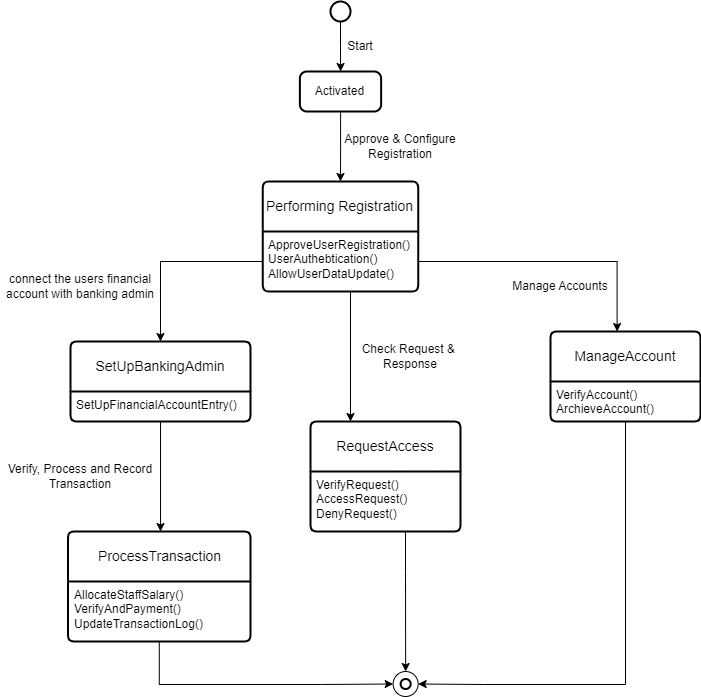 Start
Activated
Approve & Configure
Registration
Performing Registration
ApproveUserRegistration()
UserAuthebtication()
AllowUserDataUpdate()
connect the users financial
account with banking admin
Manage Accounts
Check Request &
Response
SetUpBankingAdmin
SetUpFinancialAccountEntry()
ManageAccount
VerifyAccount()
ArchieveAccount()
RequestAccess
VerifyRequest()
AccessRequest()
DenyRequest()
Verify, Process and Record
Transaction
ProcessTransaction
AllocateStaffSalary()
VerifyAndPayment()
UpdateTransactionLog()